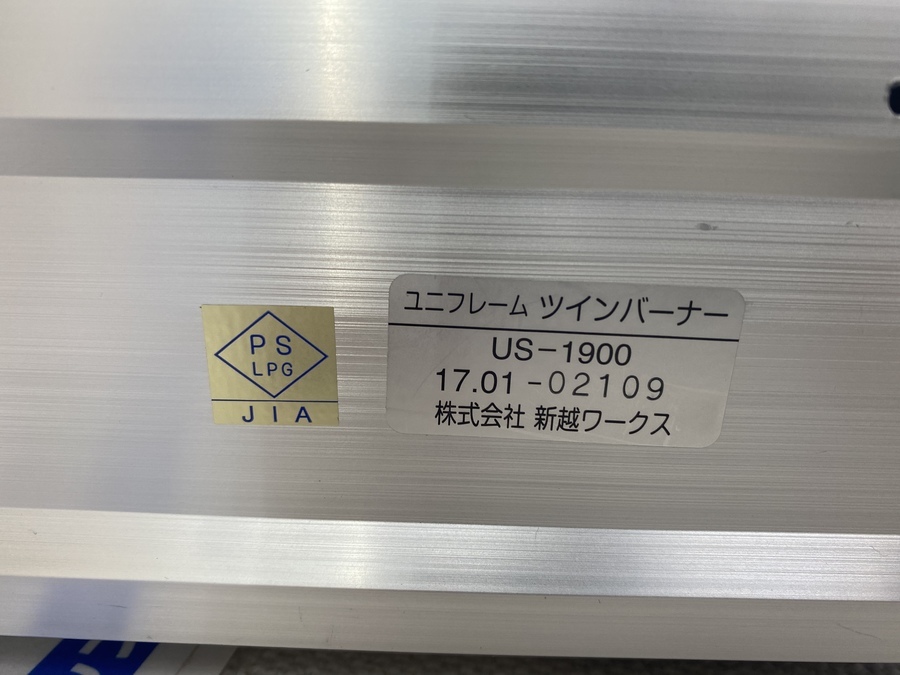 PS
LPG
JIA
ユニフレーム ツインバーナー
US-1900
17.01-02109
株式会社 新越ワークス